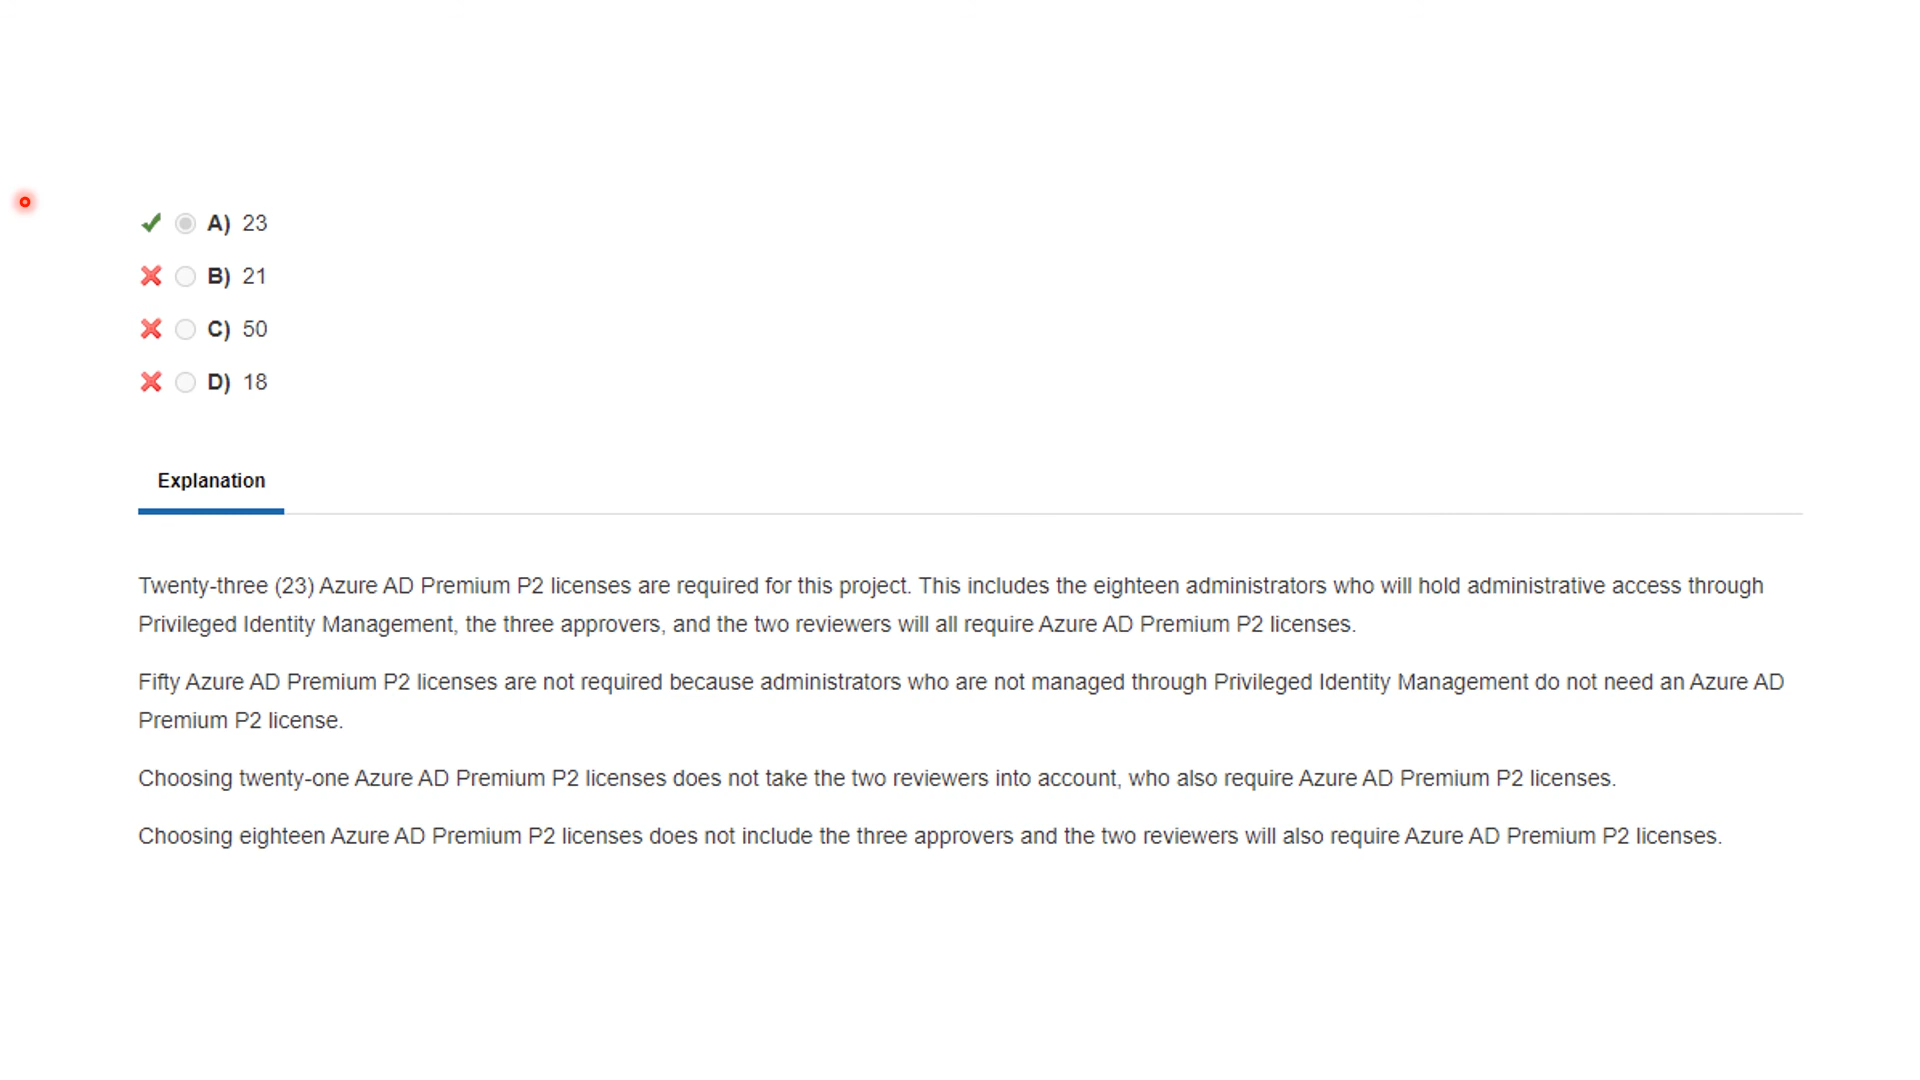 A) 23
B) 21
C) 50
D) 18
Explanation
Twenty-three (23) Azure AD Premium P2 licenses are required for this project. This includes the eighteen administrators who will hold administrative access through
Privileged Identity Management, the three approvers, and the two reviewers will all require Azure AD Premium P2 licenses.
Fifty Azure AD Premium P2 licenses are not required because administrators who are not managed through Privileged Identity Management do not need an Azure AD
Premium P2 license.
Choosing twenty-one Azure AD Premium P2 licenses does not take the two reviewers into account, who also require Azure AD Premium P2 licenses.
Choosing eighteen Azure AD Premium P2 licenses does not include the three approvers and the two reviewers will also require Azure AD Premium P2 licenses.